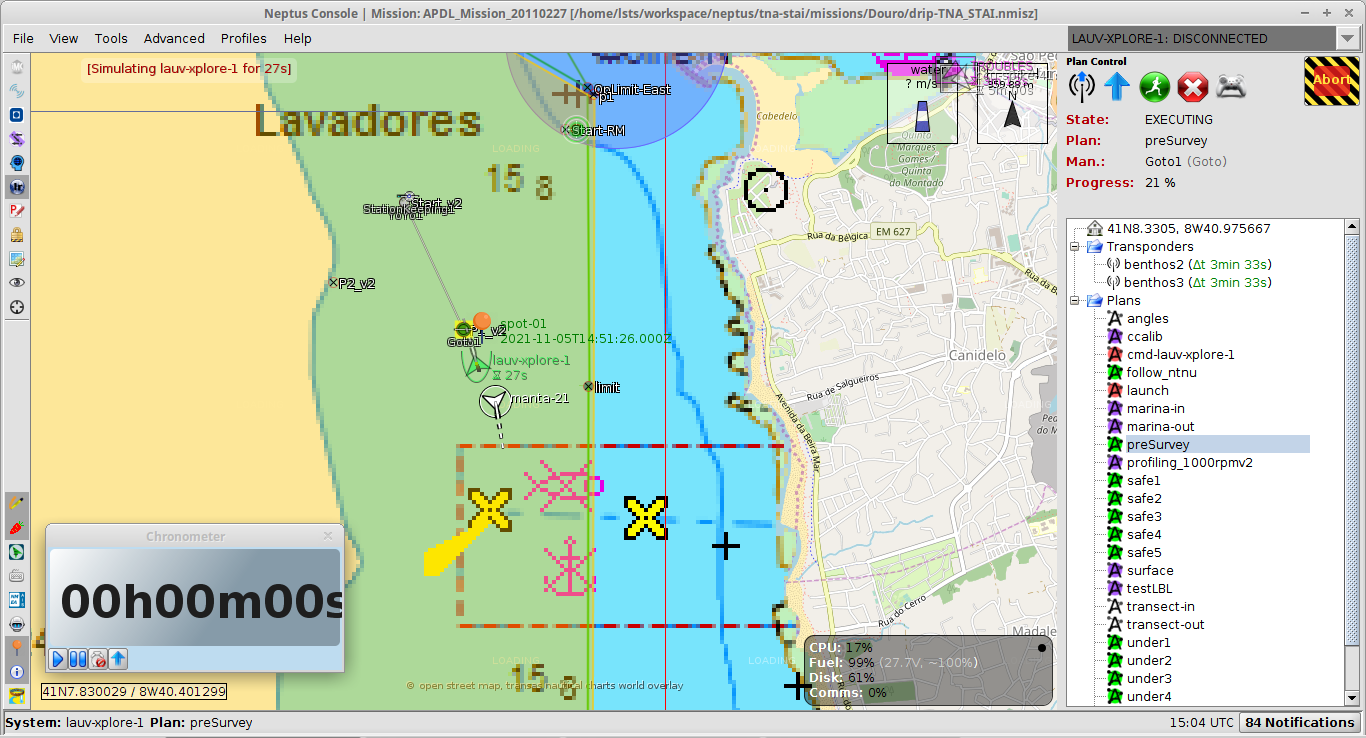 Neptus Console | Mission: APDL_Mission_20110227 [/home/lsts/workspace/neptus/tna-stai/missions/Douro/drip-TNA_STAI.nmisz]
File View Tools Advanced Profiles Help
LAUV-XPLORE-1: DISCONNECTED
[Simulating lauv-xplore-1 for 27s]
Lavadores
15 8
LOADING
OpLimit-East
p1
Start-RM
Start_v2
StationKeeping1
YoYo1
P2_v2
spot-01
2021-11-05T14:51:26.000Z
Goto1
lauv-xplore-1
27s
limit
manta-21
water
? m/s
N
Cabedelo
Quinta
Marques
Gomes /
Quinta
do Montado
EM 627
Rua da Bélgica
Rua da Bélg
Canidelo
Rua de Salgueiros
Avenida da Beira Mar
Rua do Cerro
Madale
15 8
LOADING
LOADING
© open street map, transas nautical charts world overlay
Chronometer
00h00m00s
41N7.830029 / 8W40.401299
CPU: 17%
Fuel: 99% (27.7V, ~100%)
Disk: 61%
Comms: 0%
Plan Control
Abort
State: EXECUTING
Plan: preSurvey
Man.: Goto1 (Goto)
Progress: 21 %
41N8.3305, 8W40.975667
Transponders
benthos2 (Δt 3min 33s)
benthos3 (Δt 3min 33s)
Plans
angles
ccalib
cmd-lauv-xplore-1
follow_ntnu
launch
marina-in
marina-out
preSurvey
profiling_1000rpmv2
safe1
safe2
safe3
safe4
safe5
surface
testLBL
transect-in
transect-out
under1
under2
under3
under4
System: lauv-xplore-1 Plan: preSurvey
15:04 UTC 84 Notifications